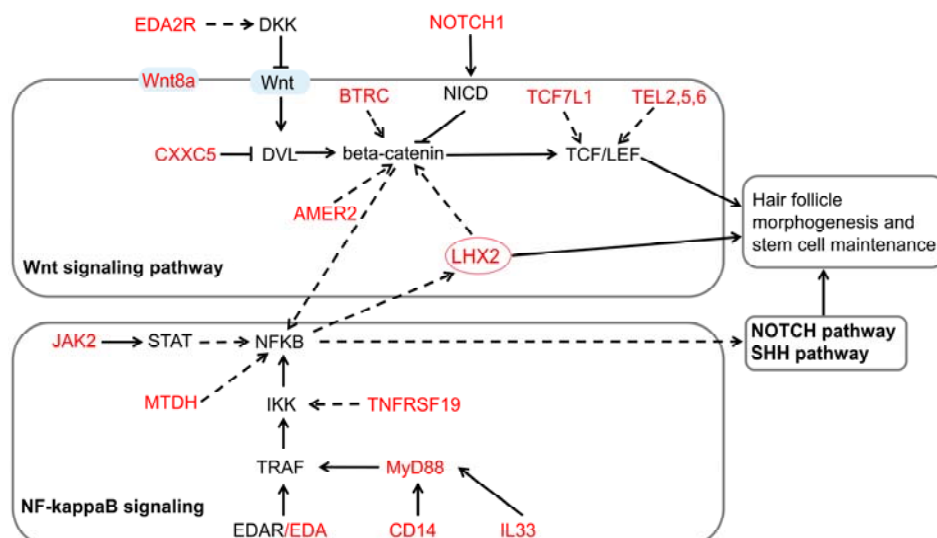 EDA2R
DKK
NOTCH1
Wnt8a
Wnt
BTRC
NICD
TCF7L1
TEL2,5,6
CXXC5
DVL
beta-catenin
TCF/LEF
AMER2
LHX2
Hair follicle
morphogenesis and
stem cell maintenance
Wnt signaling pathway
JAK2
STAT
NFKB
NOTCH pathway
SHH pathway
MTDH
IKK
TNFRSF19
TRAF
MyD88
NF-kappaB signaling
EDAR/EDA
CD14
IL33